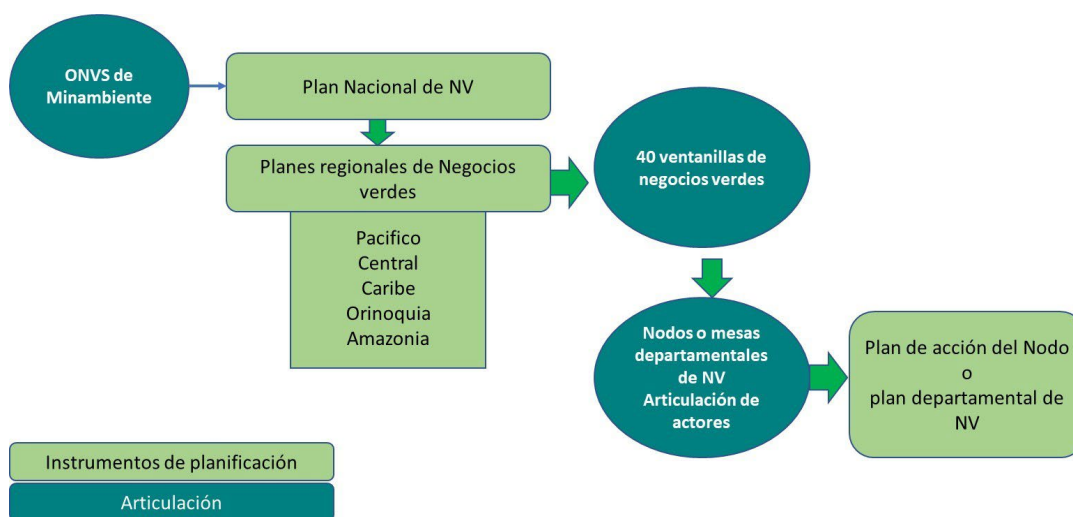 ONVS de
Minambiente
Plan Nacional de NV
Planes regionales de Negocios
verdes
Pacifico
Central
Caribe
Orinoquia
Amazonia
40 ventanillas de
negocios verdes
Nodos o mesas
departamentales
de NV
Articulación de
actores
Plan de acción del Nodo
o
plan departamental de
NV
Instrumentos de planificación
Articulación